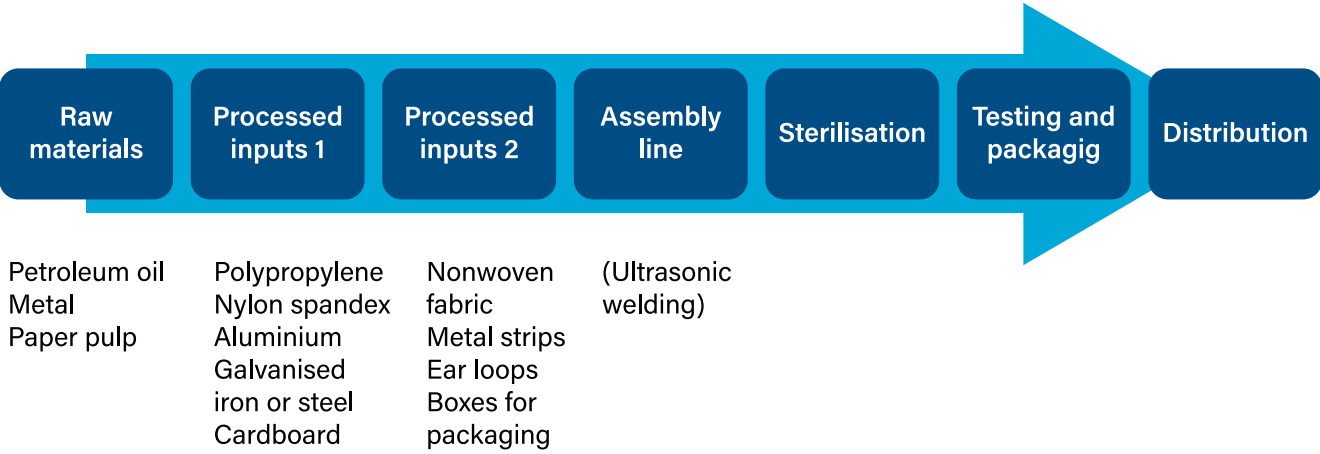 Raw
materials
Processed
inputs 1
Processed
inputs 2
Assembly
line
Sterilisation
Testing and
packagig
Distribution
Petroleum oil
Metal
Paper pulp
Polypropylene
Nylon spandex
Aluminium
Galvanised
iron or steel
Cardboard
Nonwoven
fabric
Metal strips
Ear loops
Boxes for
packaging
(Ultrasonic
welding)